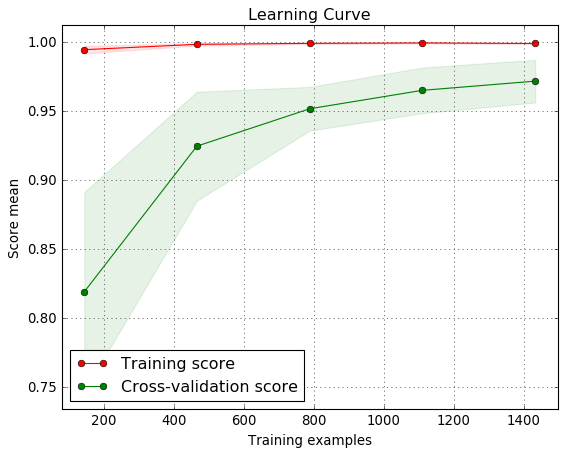 Learning Curve
1.00
0.95
0.90
0.85
0.80
0.75
Score mean
Training score
Cross-validation score
200
400
600
800
1000
1200
1400
Training examples